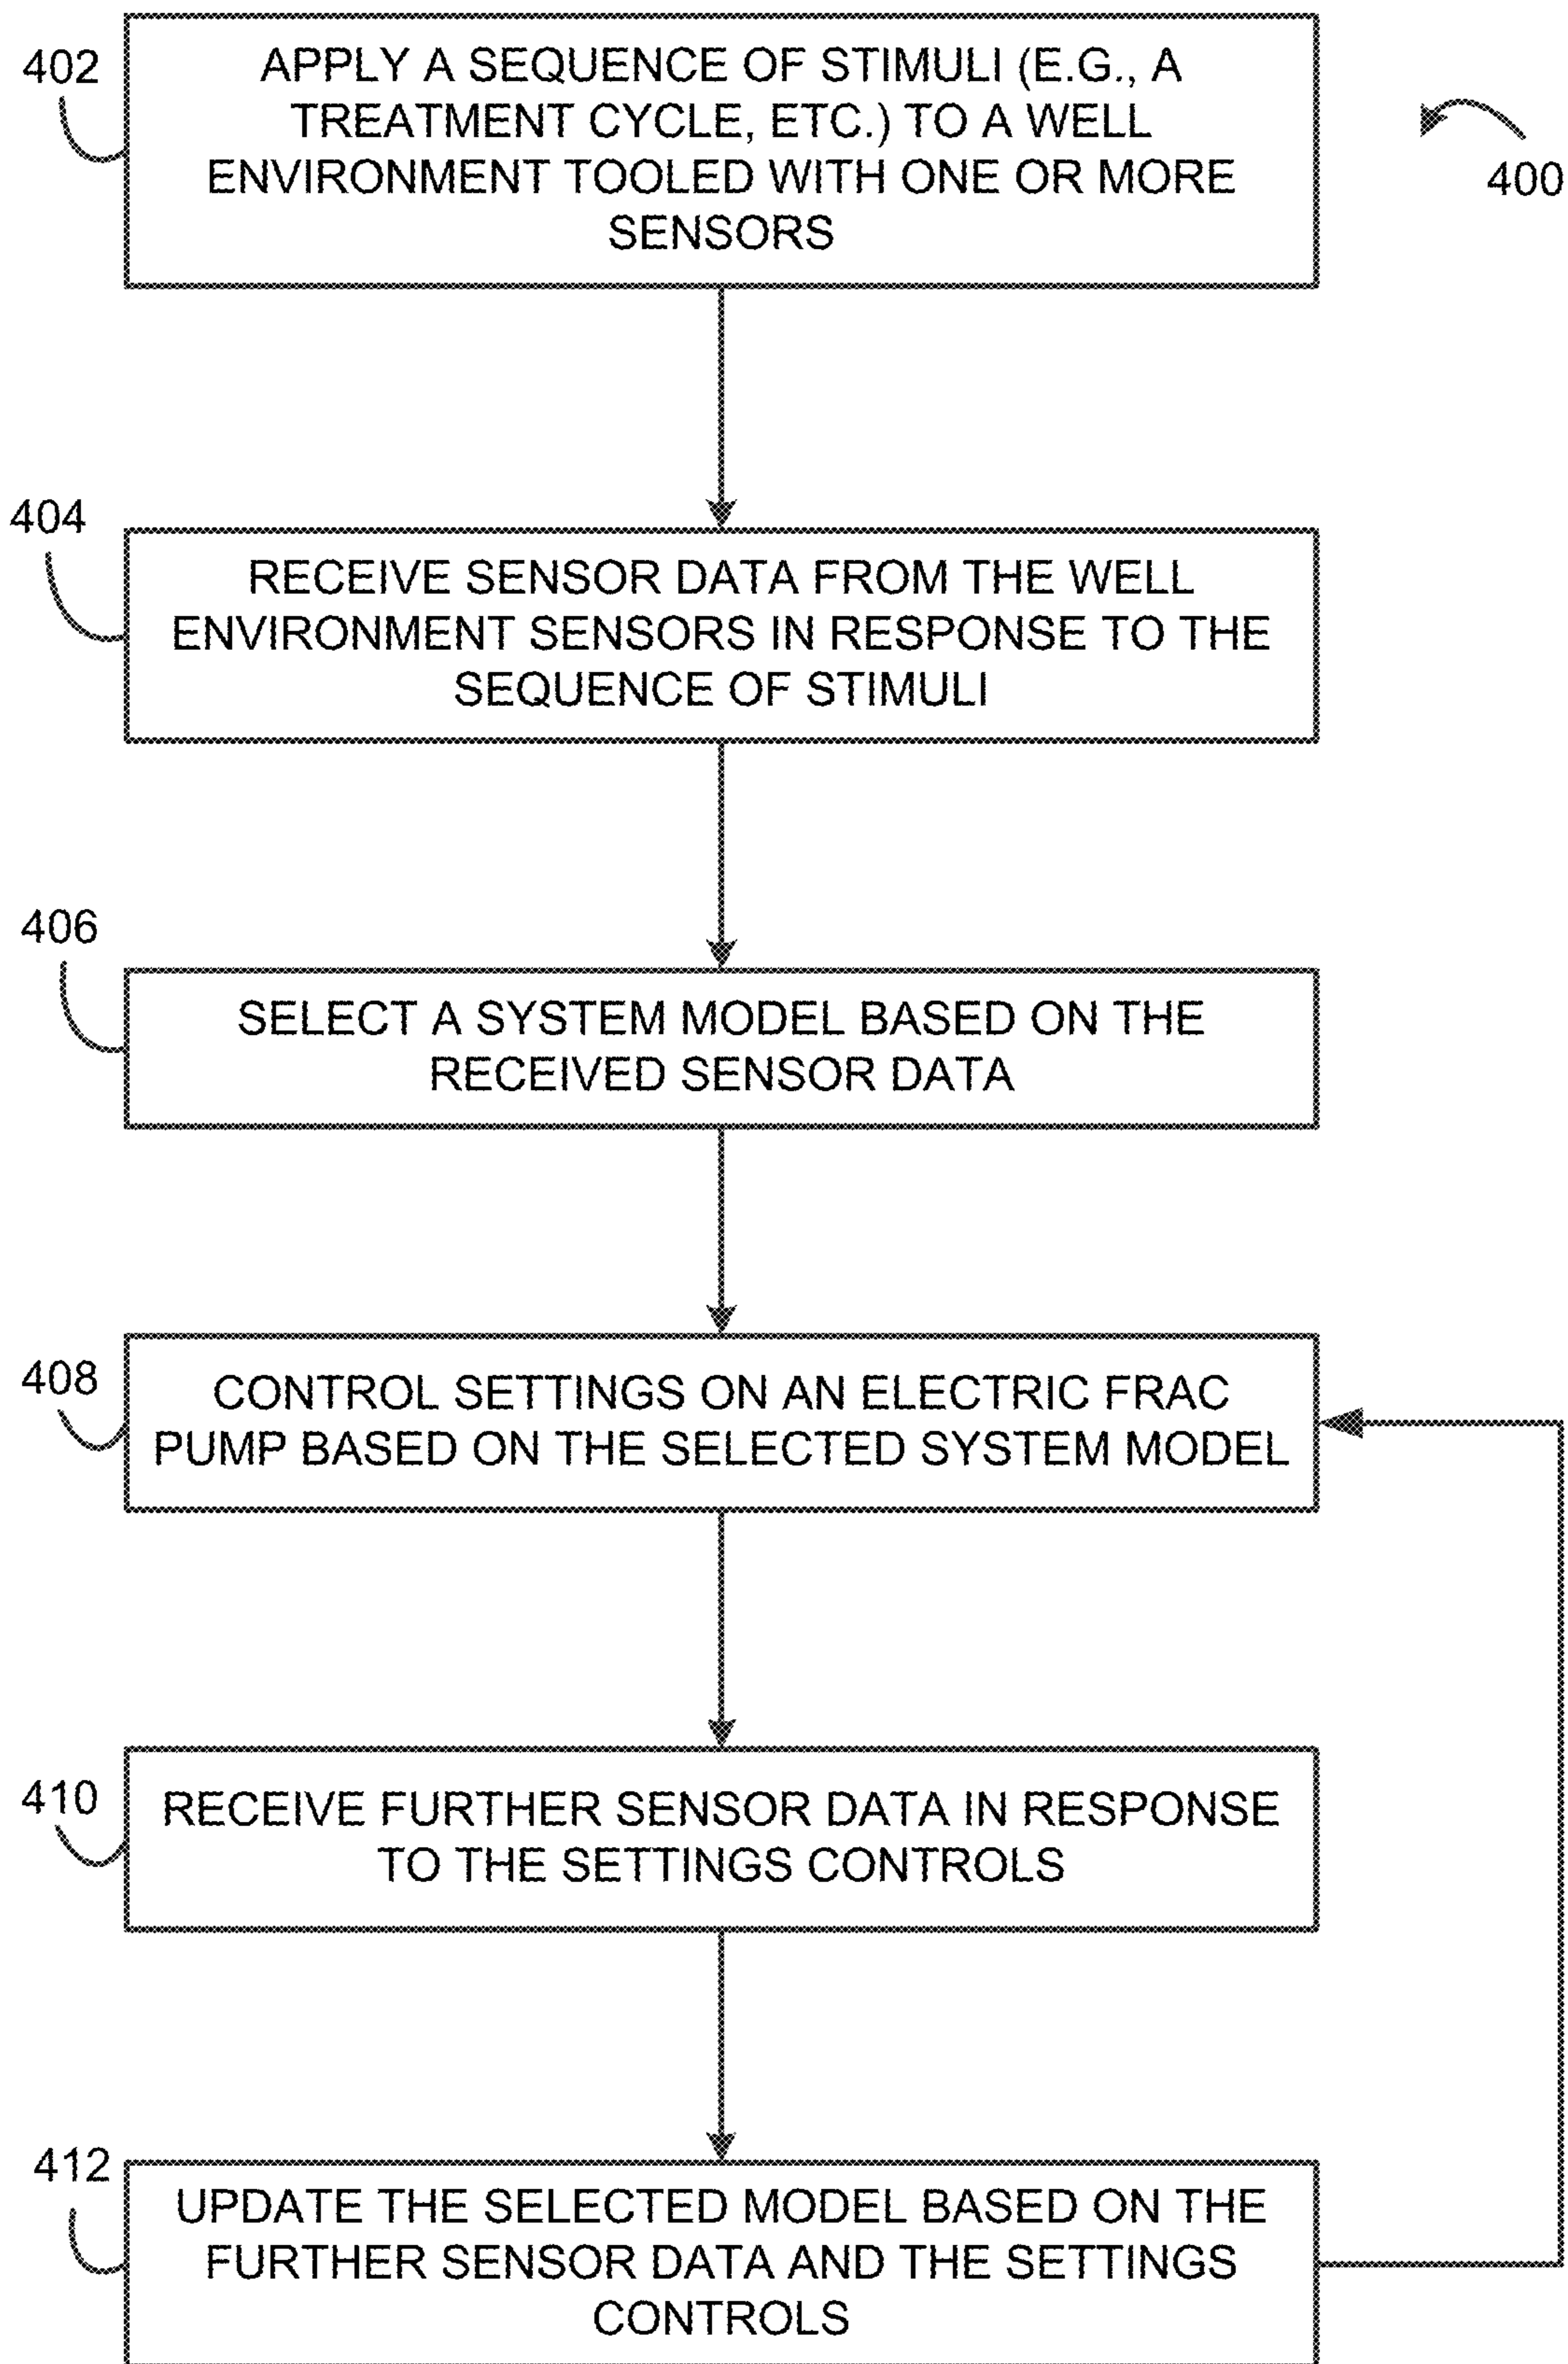 402
APPLY A SEQUENCE OF STIMULI (E.G., A
TREATMENT CYCLE, ETC.) TO A WELL
ENVIRONMENT TOOLED WITH ONE OR MORE
SENSORS
400
404
RECEIVE SENSOR DATA FROM THE WELL
ENVIRONMENT SENSORS IN RESPONSE TO THE
SEQUENCE OF STIMULI
406
SELECT A SYSTEM MODEL BASED ON THE
RECEIVED SENSOR DATA
408
CONTROL SETTINGS ON AN ELECTRIC FRAC
PUMP BASED ON THE SELECTED SYSTEM MODEL
410
RECEIVE FURTHER SENSOR DATA IN RESPONSE
TO THE SETTINGS CONTROLS
412
UPDATE THE SELECTED MODEL BASED ON THE
FURTHER SENSOR DATA AND THE SETTINGS
CONTROLS